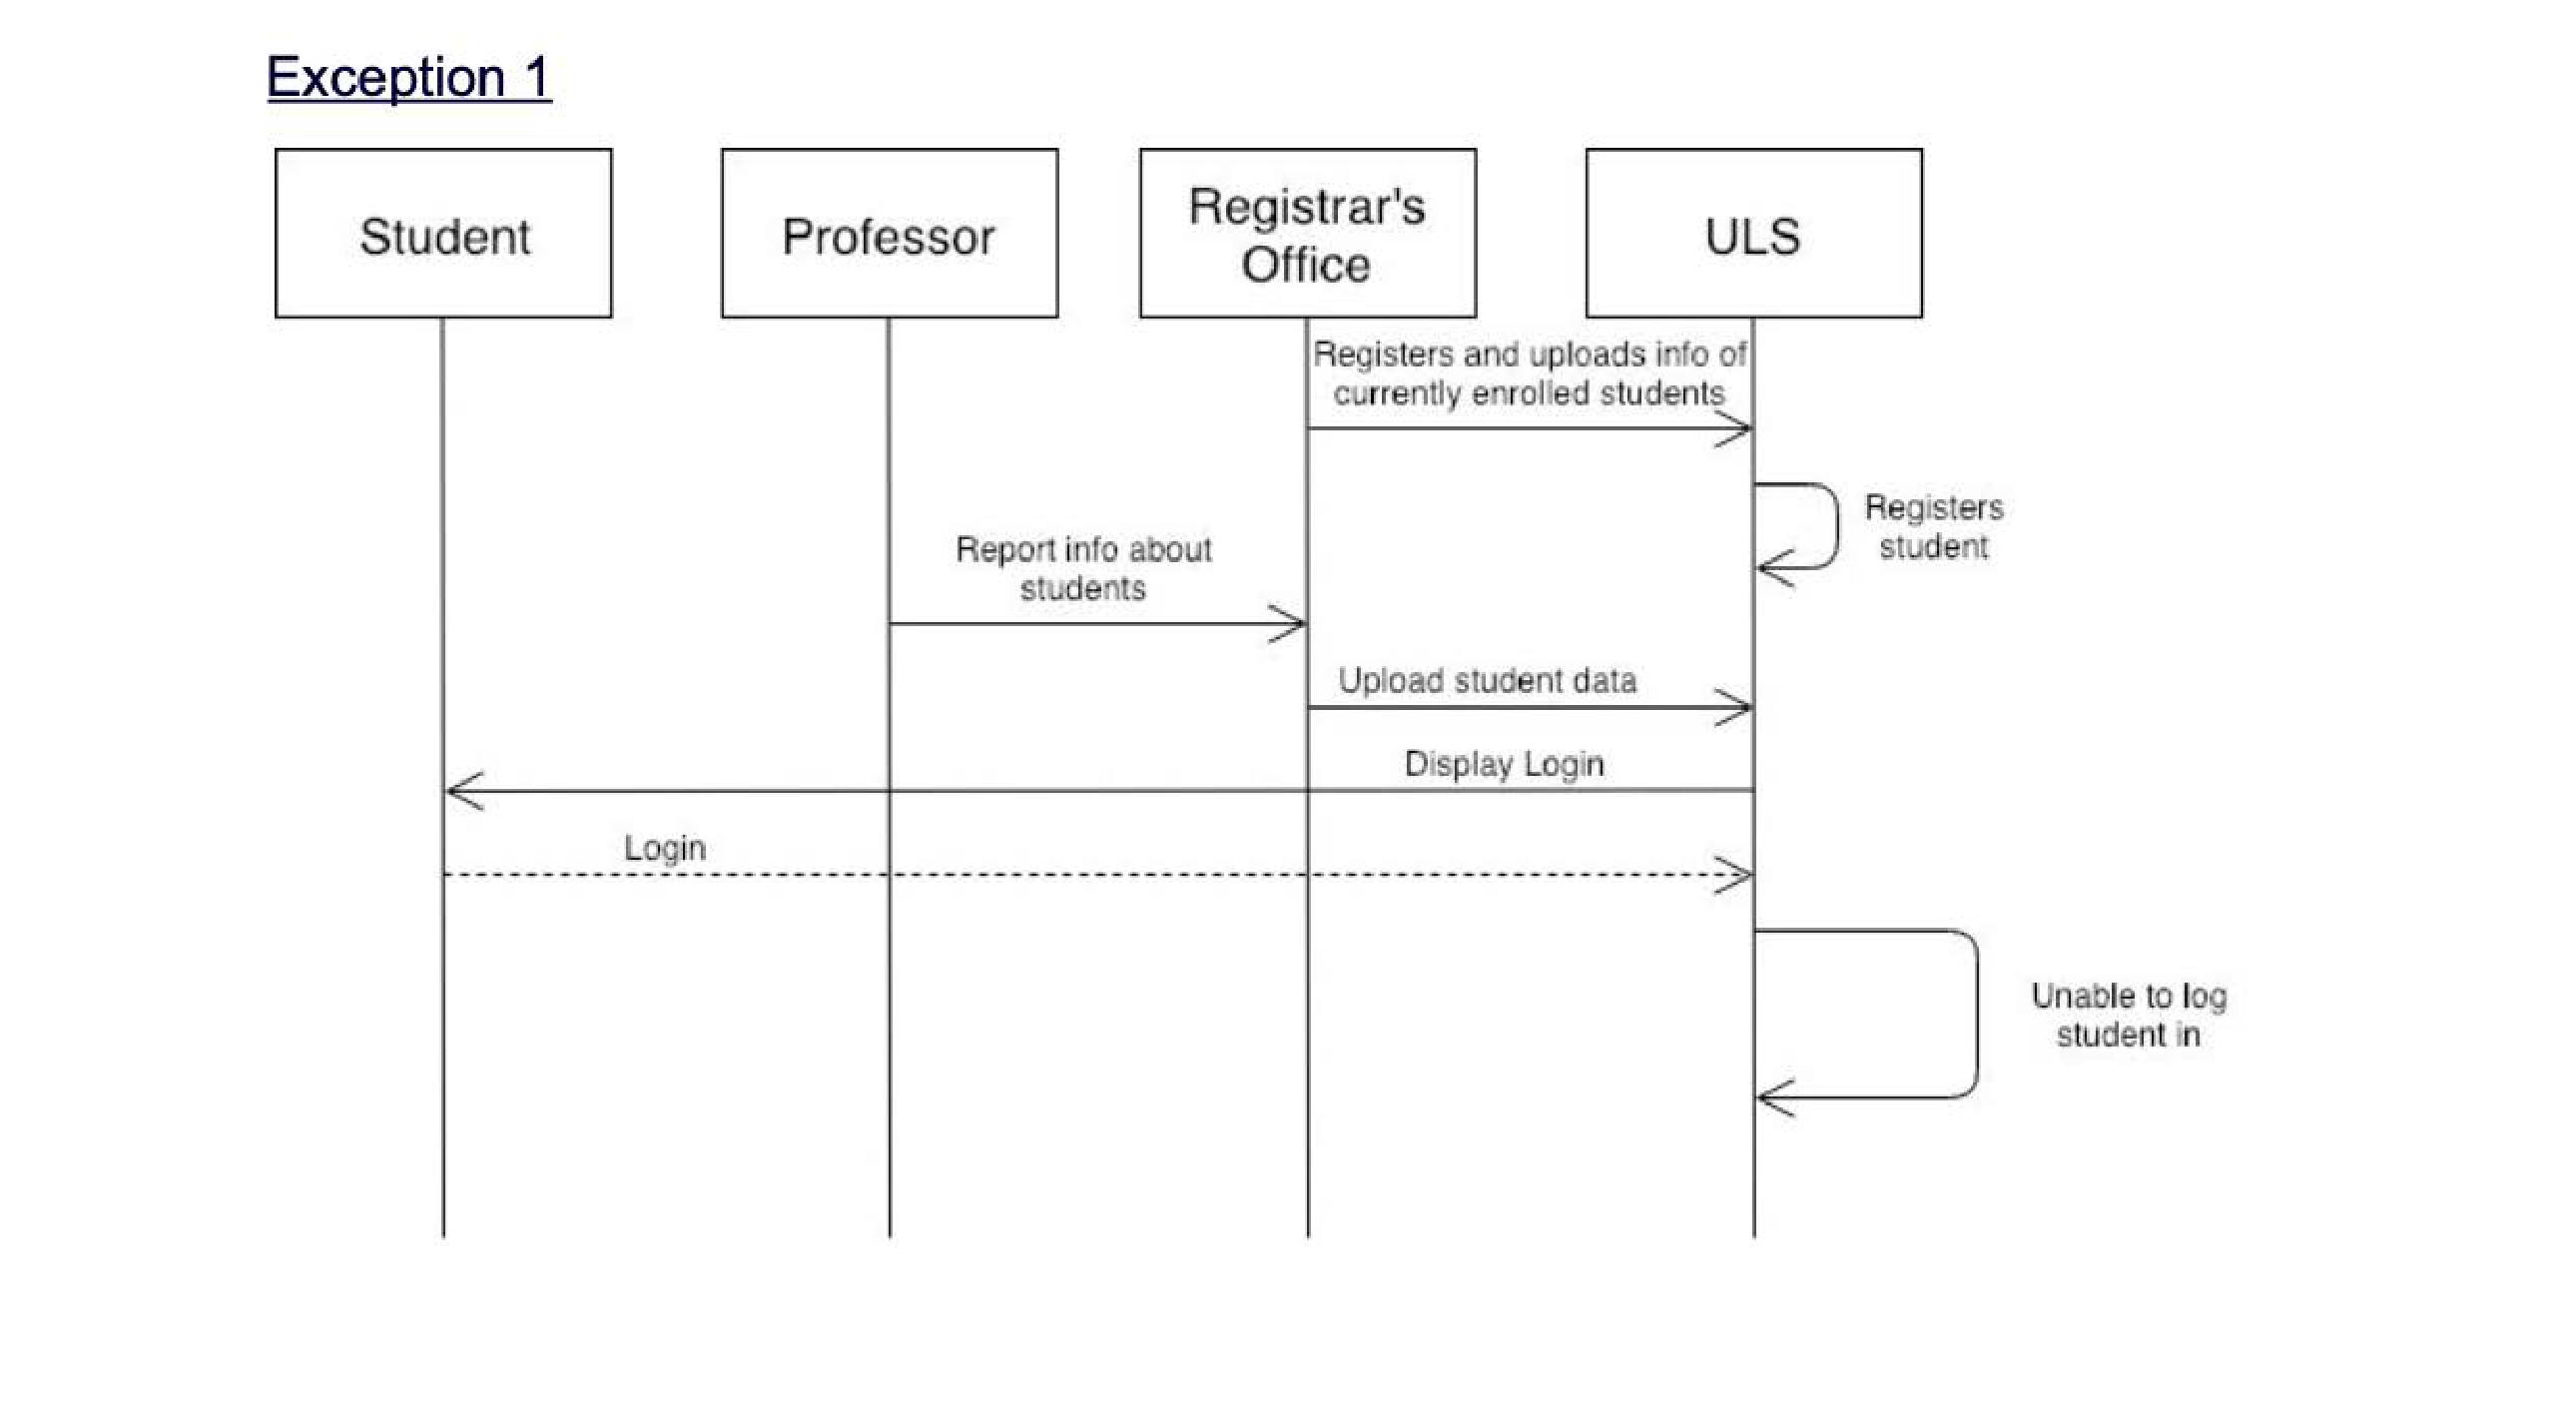 Exception 1
Student
Professor
Registrar's
Office
ULS
Registers and uploads info of
currently enrolled students
Registers
student
Report info about
students
Upload student data
Display Login
Login
Unable to log
student in